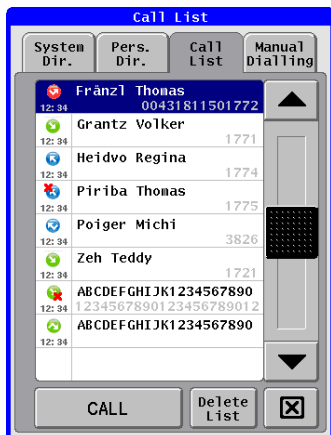 Call List
System Pers. Call Manual
Dir. Dir. List Dialling
Fränzl Thomas
12:34 00431811501772
Grantz Volker
12:34 1771
Heidvo Regina
12:34 1774
Piriba Thomas
12:34 1775
Poiger Michi
12:34 3826
Zeh Teddy
12:34 1721
ABCDEFGHIJK1234567890
12:34 1234567890123456789012
ABCDEFGHIJK1234567890
12:34
CALL
Delete
List